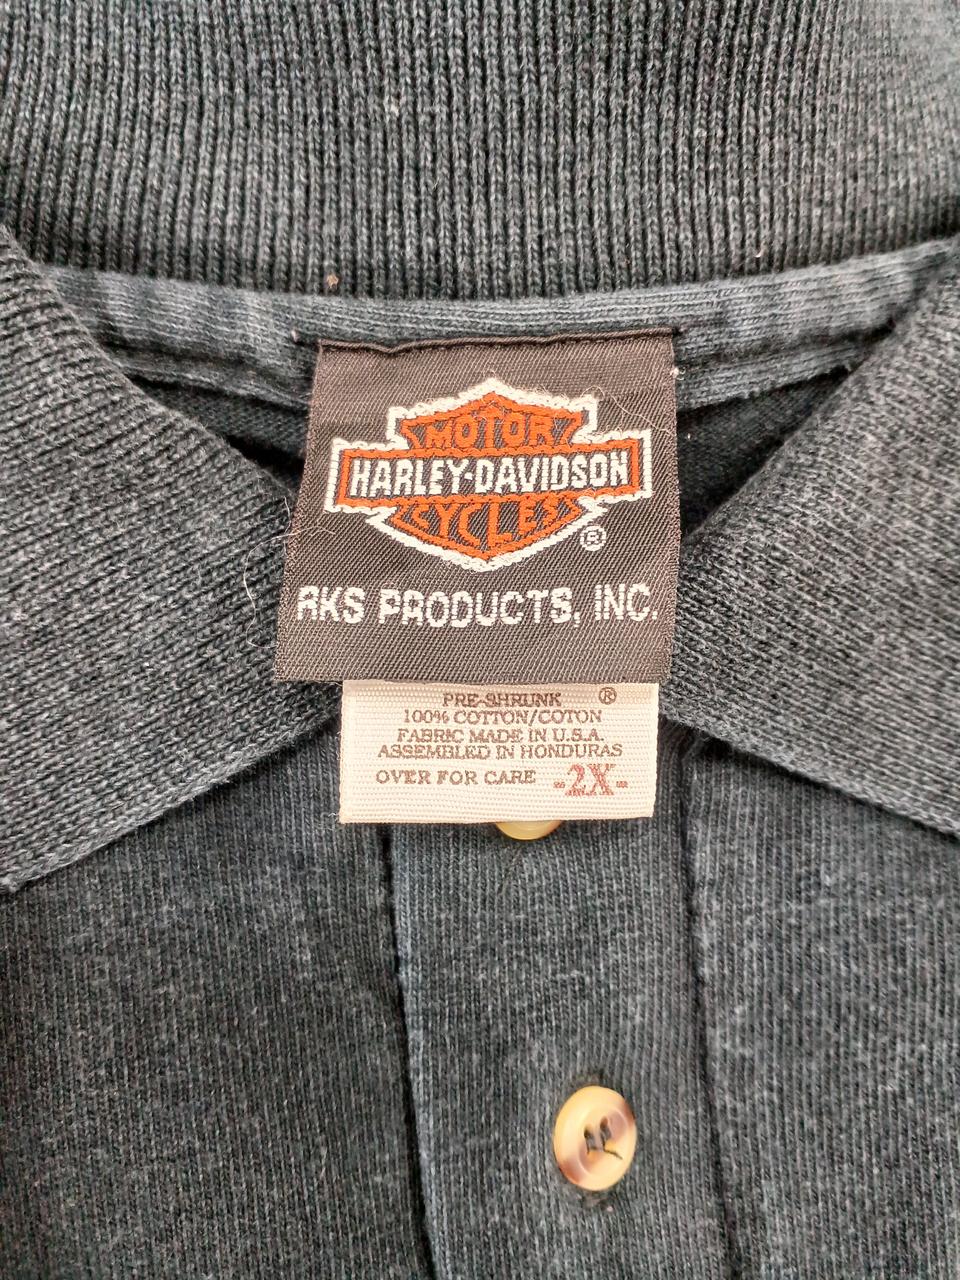 MOTOR
HARLEY-DAVIDSON
CYCLES
®
RKS PRODUCTS, INC.
PRE-SHRUNK ®
100% COTTON/COTON
FABRIC MADE IN U.S.A.
ASSEMBLED IN HONDURAS
OVER FOR CARE -2X-